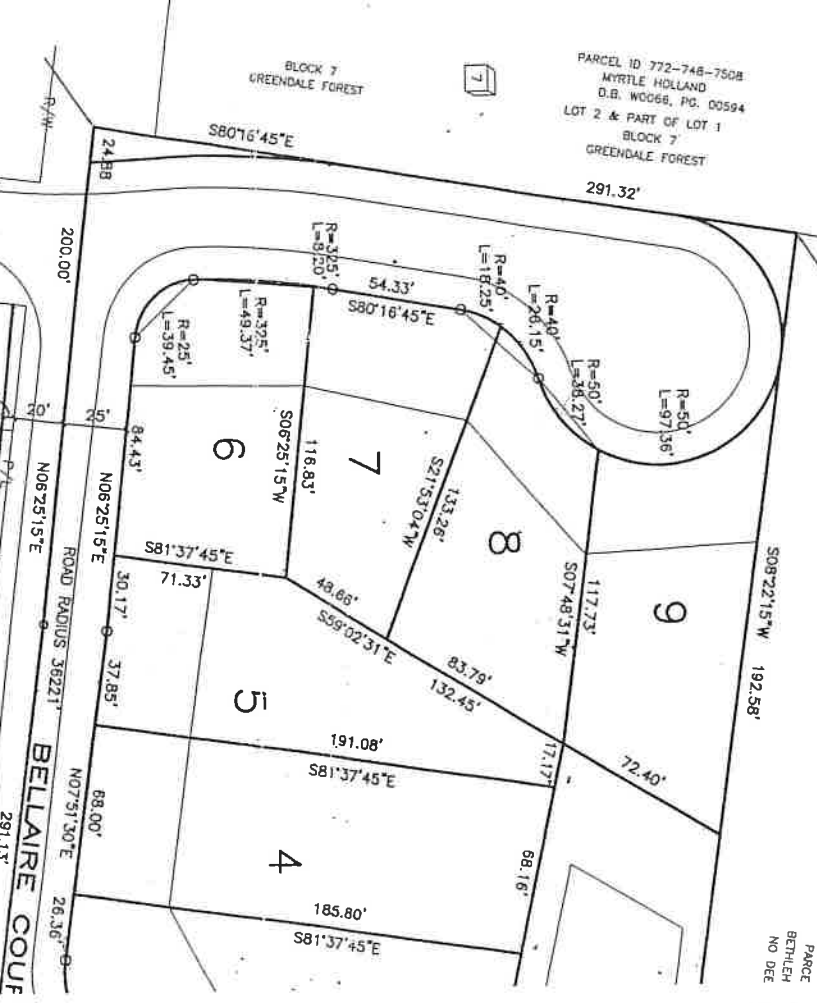 BLOCK 7
GREENDALE FOREST
7
PARCEL ID 772-748-7508
MYRTLE HOLLAND
D.B. W0066, PG. 00594
LOT 2 & PART OF LOT 1
BLOCK 7
GREENDALE FOREST
R/W
S80°16'45"E
291.32'
24.88
200.00'
R=325'
L=8.20'
54.33'
S80°16'45"E
R=40'
L=18.25'
R=40'
L=26.15'
R=50'
L=38.27'
R=50'
L=97.36'
R=325'
L=49.37'
R=25'
L=39.45'
20'
25'
84.43'
6
S06°25'15"W
116.83'
7
S21°53'04"W
133.26'
8
S07°48'31"W
117.73'
9
S08°22'15"W
192.58'
P/L
N06°25'15"E
N06°25'15"E
S81°37'45"E
71.33'
48.66'
S59°02'31"E
83.79'
132.45'
72.40'
30.17'
37.85'
ROAD RADIUS 36221'
5
191.08'
S81°37'45"E
17.17'
BELLAIRE COUR
N07°51'30"E
68.00'
4
68.16'
26.36'
185.80'
S81°37'45"E
291.13'
PARCE
BETHLEH
NO DEE